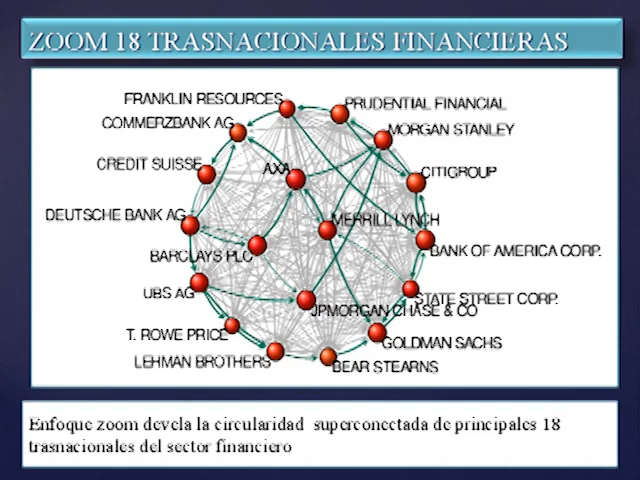 ZOOM 18 TRASNACIONALES FINANCIERAS
FRANKLIN RESOURCES
PRUDENTIAL FINANCIAL
COMMERZBANK AG
MORGAN STANLEY
CREDIT SUISSE
AXA
CITIGROUP
DEUTSCHE BANK AG
MERRILL LYNCH
BARCLAYS PLC
BANK OF AMERICA CORP.
UBS AG
STATE STREET CORP.
JPMORGAN CHASE & CO
T. ROWE PRICE
GOLDMAN SACHS
LEHMAN BROTHERS
BEAR STEARNS
Enfoque zoom devela la circularidad superconectada de principales 18
trasnacionales del sector financiero